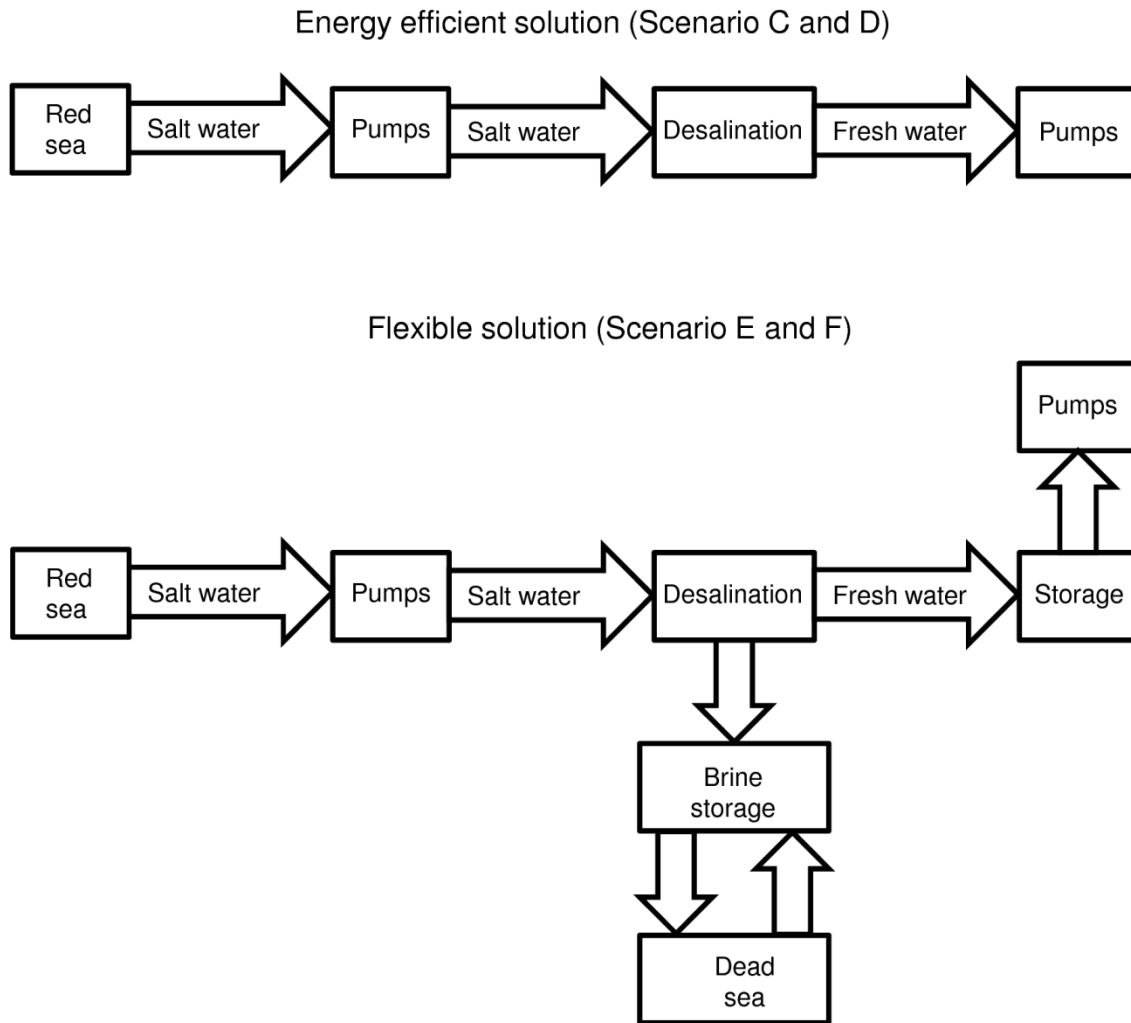 Energy efficient solution (Scenario C and D)
Red
sea
Salt water
Pumps
Salt water
Desalination
Fresh water
Pumps
Flexible solution (Scenario E and F)
Pumps
Red
sea
Salt water
Pumps
Salt water
Desalination
Fresh water
Storage
Brine
storage
Dead
sea